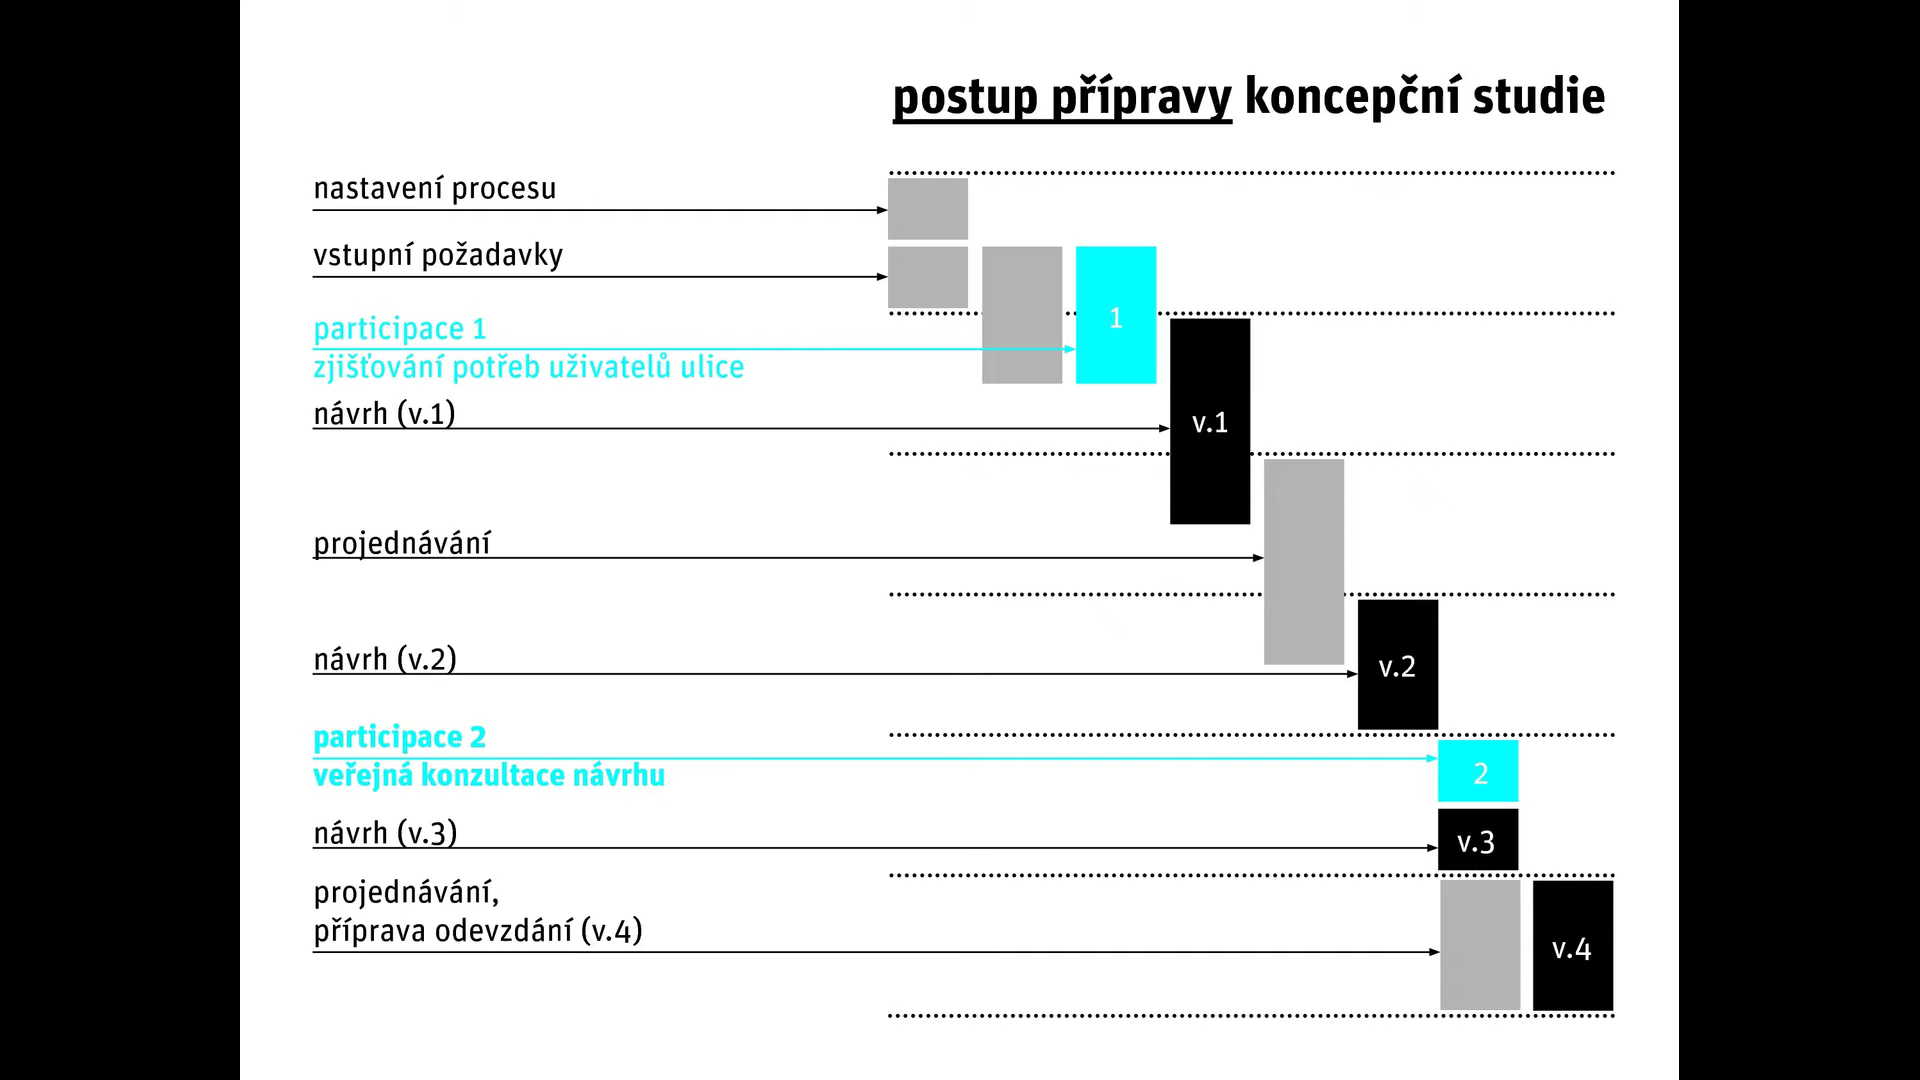 postup přípravy koncepční studie
nastavení procesu
vstupní požadavky
participace 1
1
zjišťování potřeb uživatelů ulice
návrh (v.1)
v.1
projednávání
návrh (v.2)
v.2
participace 2
veřejná konzultace návrhu
2
návrh (v.3)
v.3
projednávání,
příprava odevzdání (v.4)
v.4